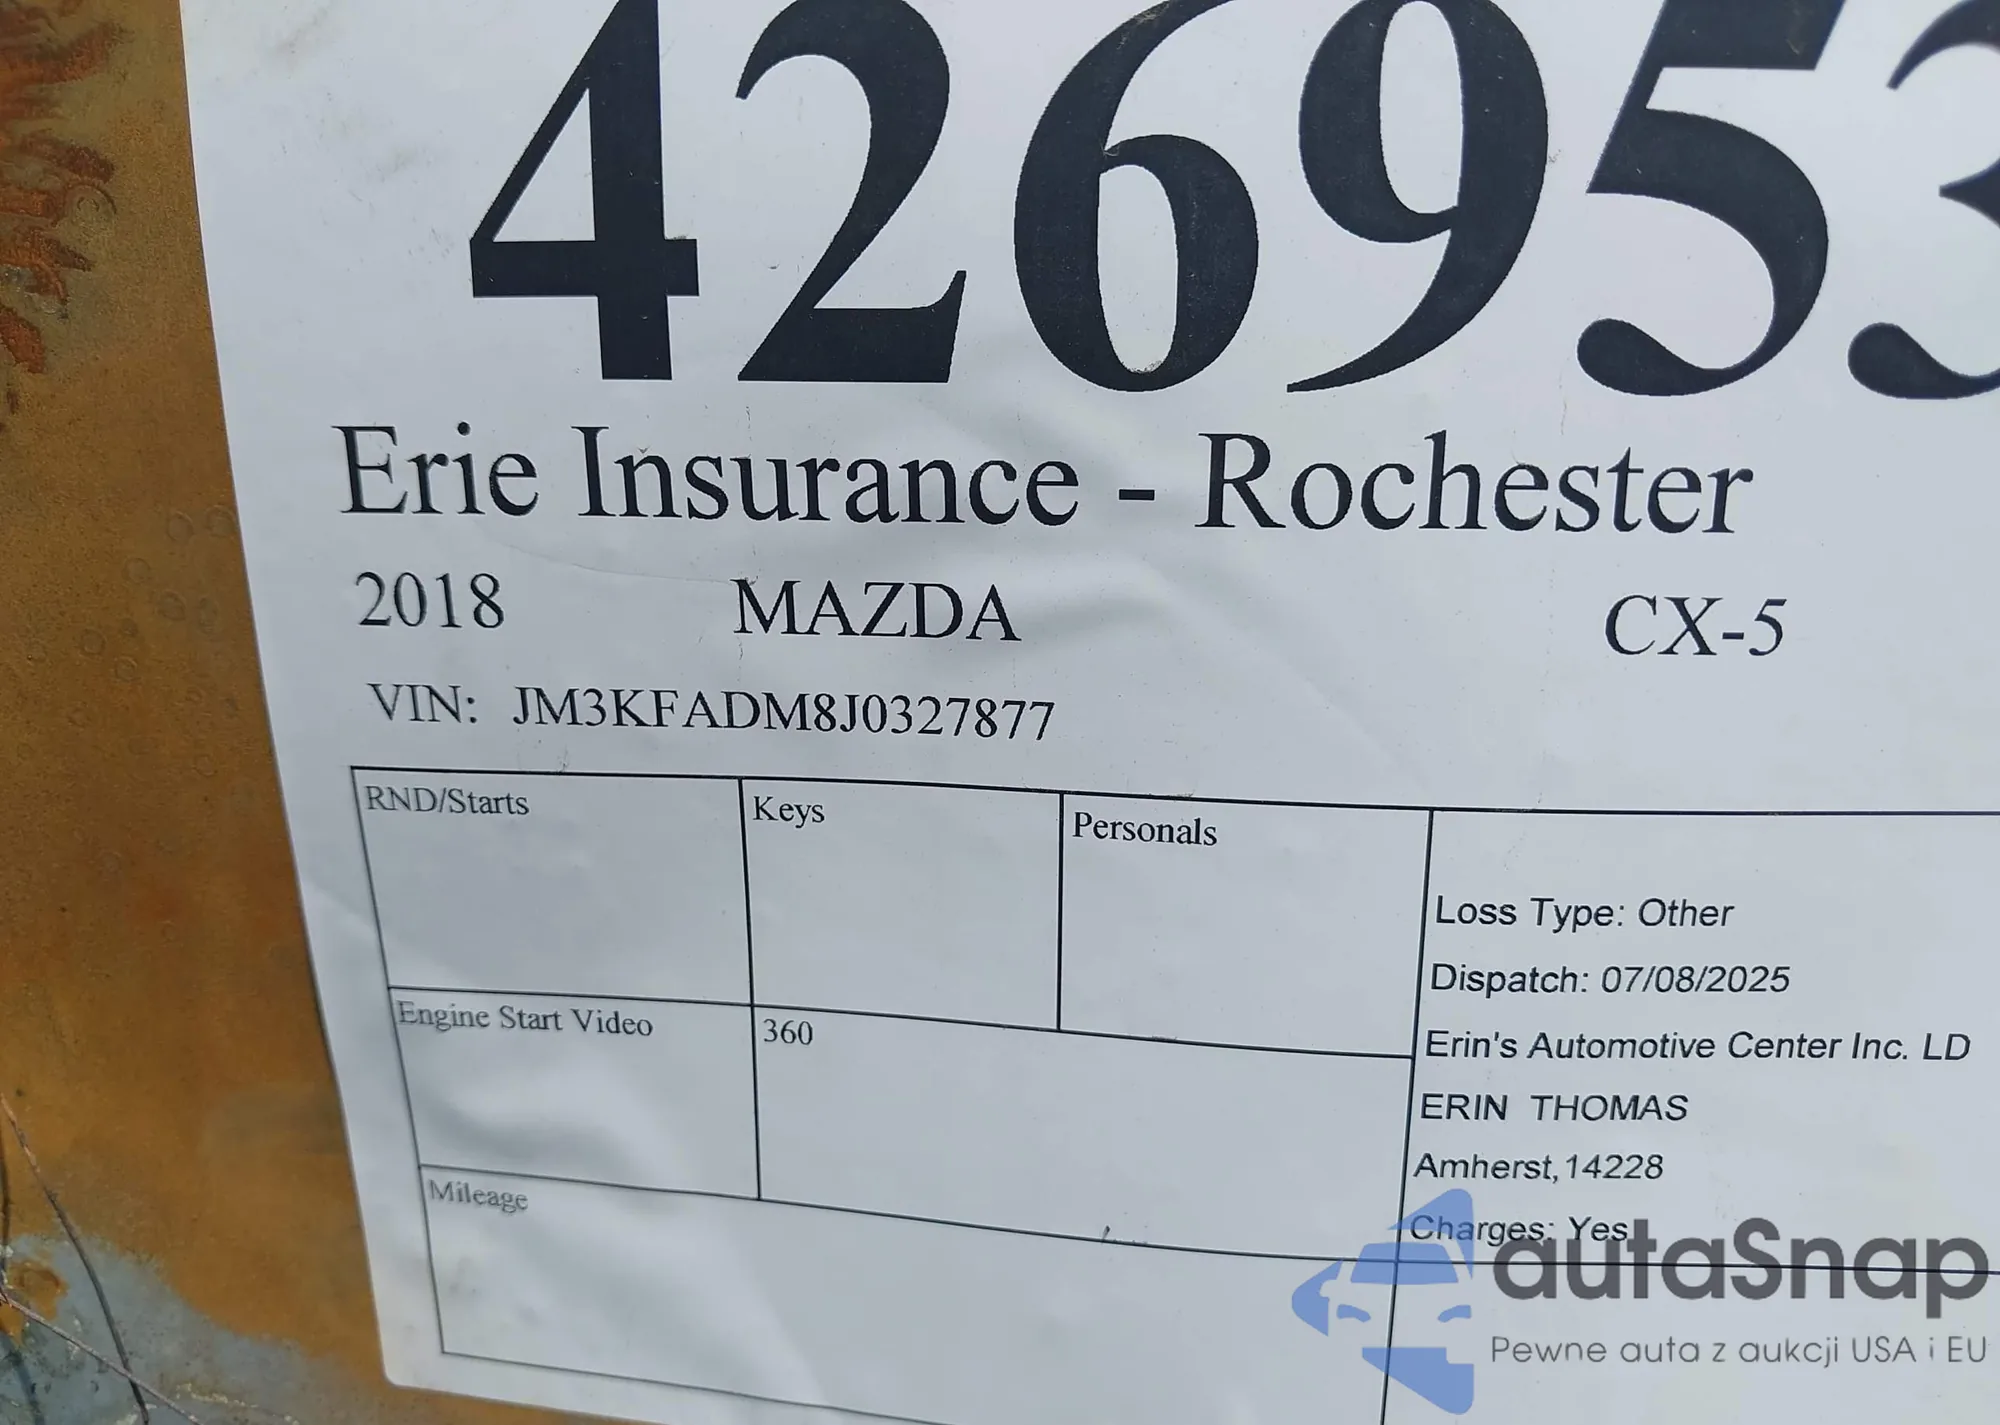 426953
Erie Insurance - Rochester
2018 MAZDA CX-5
VIN: JM3KFADM8J0327877
RND/Starts Keys Personals
Loss Type: Other
Dispatch: 07/08/2025
Erin's Automotive Center Inc. LD
Engine Start Video 360
ERIN THOMAS
Amherst,14228
Mileage
Charges: Yes
autaSnap
Pewne auta z aukcji USA i EU